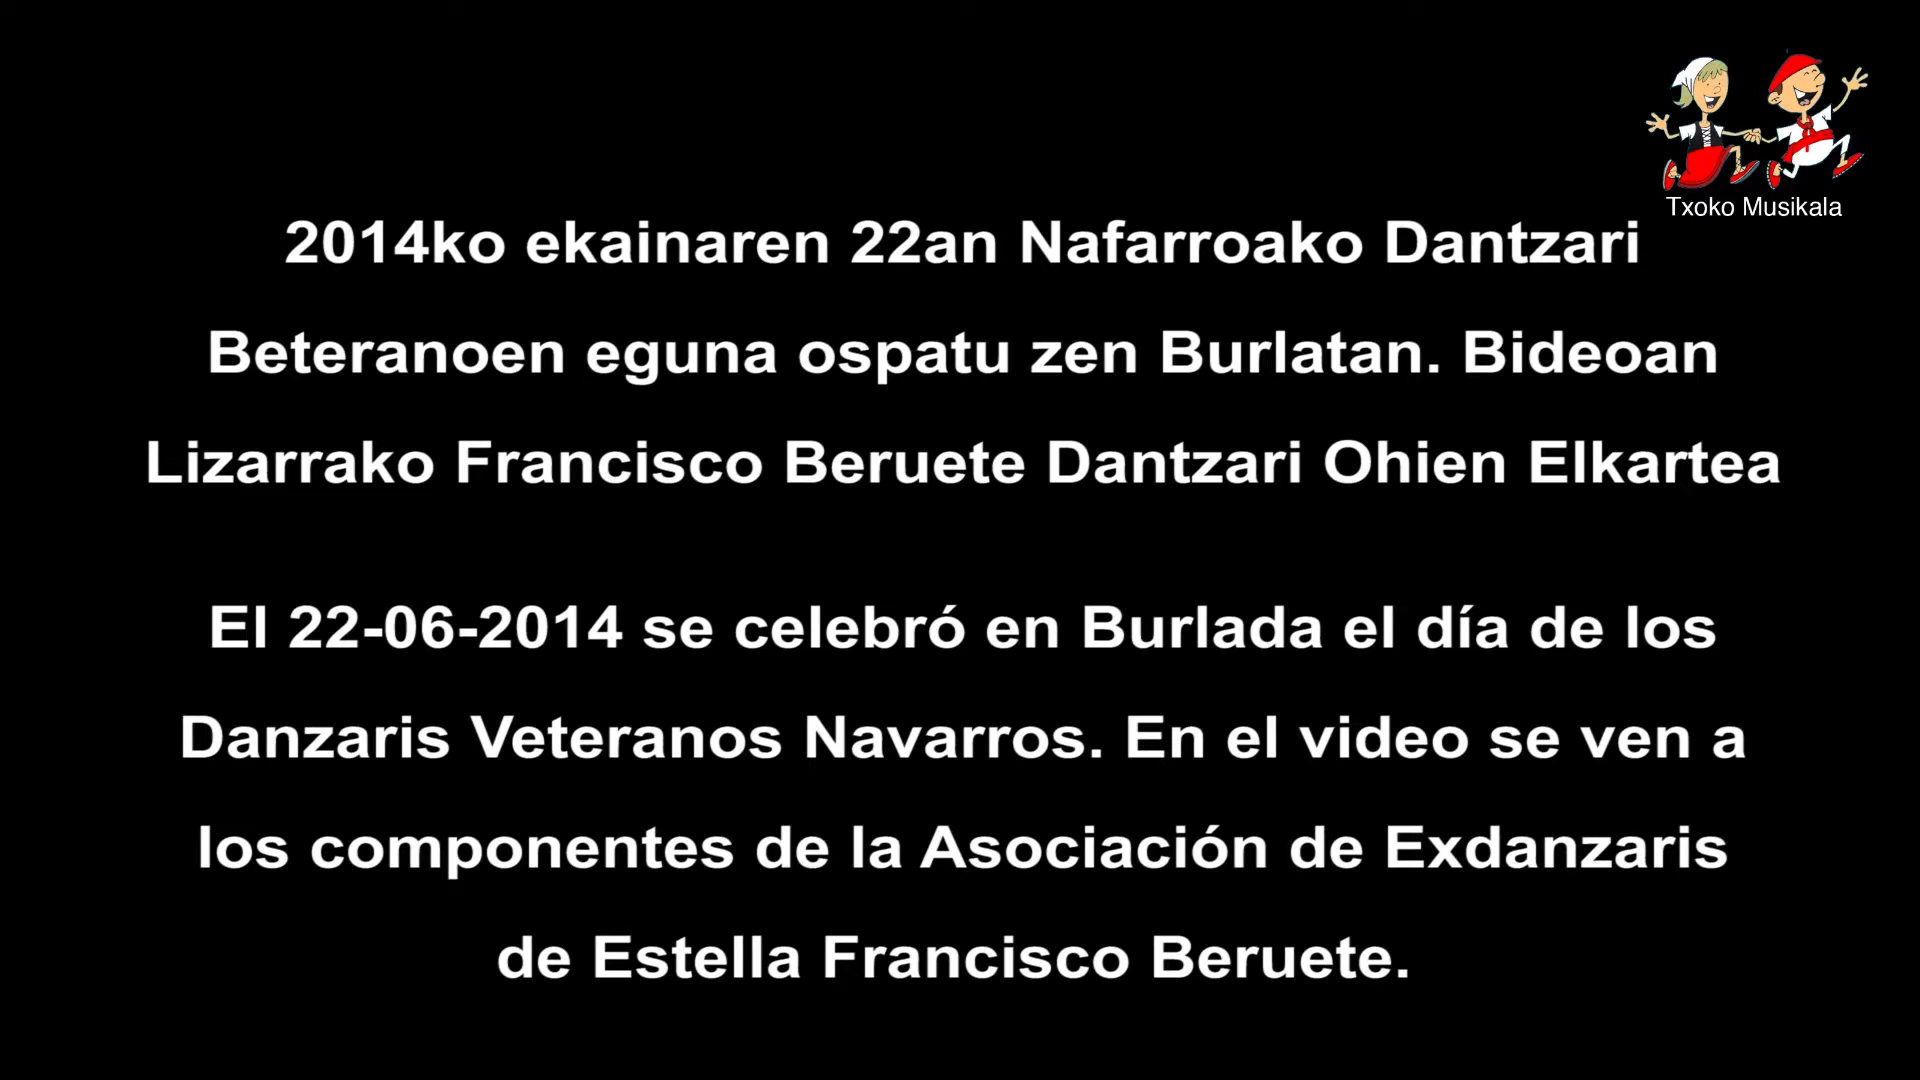 Txoko Musikala
2014ko ekainaren 22an Nafarroako Dantzari
Beteranoen eguna ospatu zen Burlatan. Bideoan
Lizarrako Francisco Beruete Dantzari Ohien Elkartea
El 22-06-2014 se celebró en Burlada el día de los
Danzaris Veteranos Navarros. En el video se ven a
los componentes de la Asociación de Exdanzaris
de Estella Francisco Beruete.